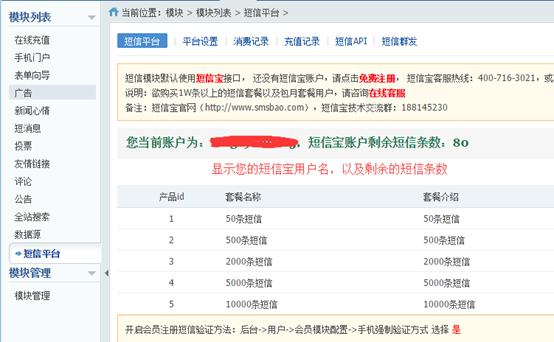 模块列表
在线充值
手机门户
表单向导
广告
新闻心情
短消息
投票
友情链接
评论
公告
全站搜索
数据源
短信平台
模块管理
模块管理
当前位置：模块 > 模块列表 > 短信平台 >
短信平台 平台设置 消费记录 充值记录 短信API 短信群发
短信模块默认使用短信宝接口， 还没有短信宝账户，请点击免费注册， 短信宝客服热线：400-716-3021，或
说明：欲购买1W条以上的短信套餐以及包月套餐用户，请咨询在线客服
备注：短信宝官网（http://www.smsbao.com），短信宝技术交流群：188145230
您当前账户为： ，短信宝账户剩余短信条数：80
显示您的短信宝用户名，以及剩余的短信条数
产品id 套餐名称 套餐介绍
1 50条短信 50条短信
2 500条短信 500条短信
3 2000条短信 2000条短信
4 5000条短信 5000条短信
5 10000条短信 10000条短信
开启会员注册短信验证方法：后台->用户->会员模块配置->手机强制验证方式 选择 是